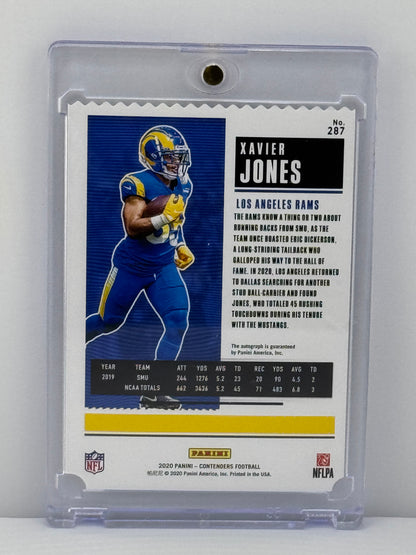 No.
287
XAVIER
JONES
LOS ANGELES RAMS
THE RAMS KNOW A THING OR TWO ABOUT
RUNNING BACKS FROM SMU, AS THE
TEAM ONCE ROASTED ERIC DICKERSON,
A LONG-STRIDING TAILBACK WHO
GALLOPED HIS WAY TO THE HALL OF
FAME. IN 2020, LOS ANGELES RETURNED
TO DALLAS SEARCHING FOR ANOTHER
STUD BALL-CARRIER AND FOUND
JONES, WHO TOTALED 45 RUSHING
TOUCHDOWNS DURING HIS TENURE
WITH THE MUSTANGS.
The autograph is guaranteed
by Panini America, Inc.
YEAR TEAM ATT YDS AVG TD REC YDS AVG TD
2019 SMU 244 1276 5.2 23 20 90 4.5 2
NCAA TOTALS 662 3426 5.2 45 71 483 6.8 3
NFL
PANINI
NFLPA
2020 PANINI – CONTENDERS FOOTBALL
帕尼尼 © 2020 Panini America, Inc. Printed in the USA.